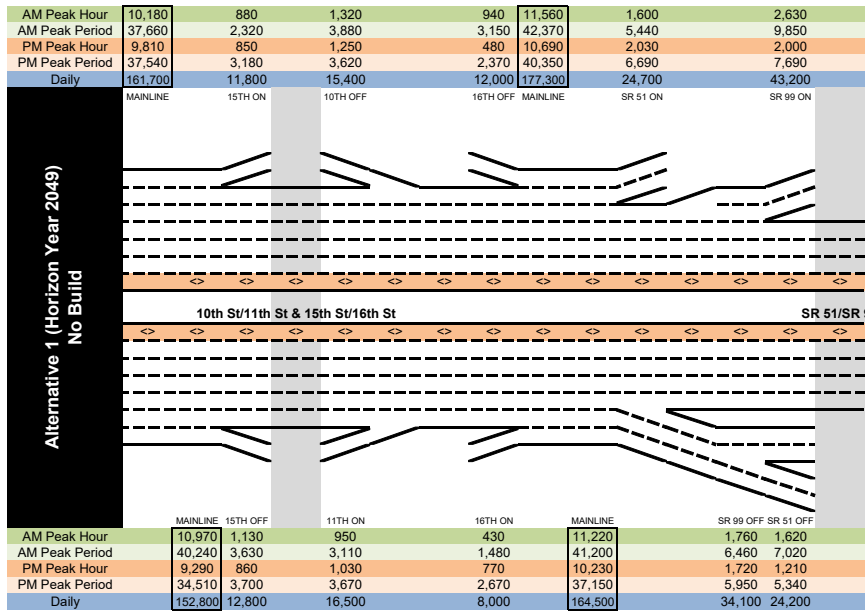 AM Peak Hour 10,180 880 1,320 940 11,560 1,600 2,630
AM Peak Period 37,660 2,320 3,880 3,150 42,370 5,440 9,850
PM Peak Hour 9,810 850 1,250 480 10,690 2,030 2,000
PM Peak Period 37,540 3,180 3,620 2,370 40,350 6,690 7,690
Daily 161,700 11,800 15,400 12,000 177,300 24,700 43,200
MAINLINE 15TH ON 10TH OFF 16TH OFF MAINLINE SR 51 ON SR 99 ON
Alternative 1 (Horizon Year 2049)
No Build
<> <> <> <> <> <> <> <> <> <> <> <> <> <>
10th St/11th St & 15th St/16th St SR 51/SR 9
<> <> <> <> <> <> <> <> <> <> <> <> <> <> <>
MAINLINE 15TH OFF 11TH ON 16TH ON MAINLINE SR 99 OFF SR 51 OFF
AM Peak Hour 10,970 1,130 950 430 11,220 1,760 1,620
AM Peak Period 40,240 3,630 3,110 1,480 41,200 6,460 7,020
PM Peak Hour 9,290 860 1,030 770 10,230 1,720 1,210
PM Peak Period 34,510 3,700 3,670 2,670 37,150 5,950 5,340
Daily 152,800 12,800 16,500 8,000 164,500 34,100 24,200